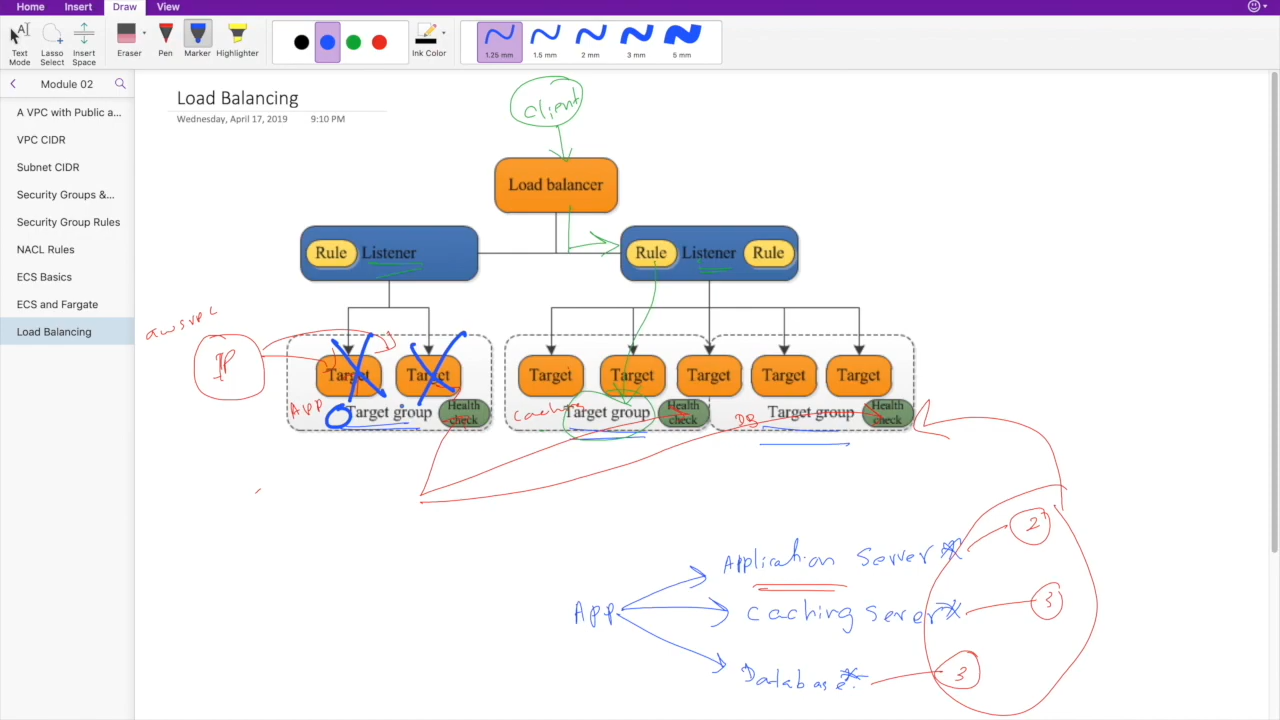 Home Insert Draw View
Text Mode
Lasso Select
Insert Space
Eraser
Pen
Marker
Highlighter
Ink Color
1.25 mm
1.5 mm
2 mm
3 mm
5 mm
Module 02
A VPC with Public a...
VPC CIDR
Subnet CIDR
Security Groups &...
Security Group Rules
NACL Rules
ECS Basics
ECS and Fargate
Load Balancing
Load Balancing
Wednesday, April 17, 2019 9:10 PM
client
Load balancer
Rule Listener
Rule Listener Rule
awsvpc
IP
Target Target
Target Target Target Target Target
APP Target group Health check
caching Target group Health check
DB Target group Health check
Application Server
2
App
Caching Server
3
Database
3